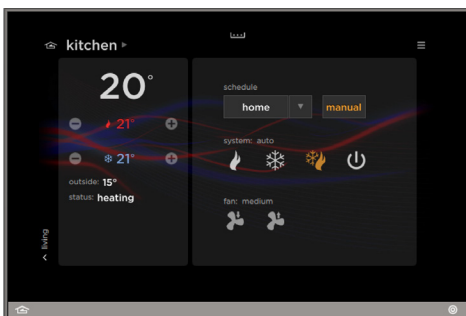 kitchen
20°
21°
21°
outside: 15°
status: heating
living
schedule
home
manual
system: auto
fan: medium